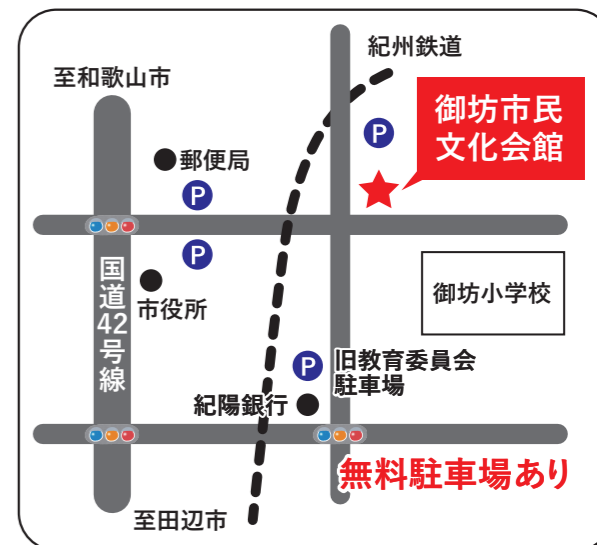 紀州鉄道
至和歌山市
御坊市民
文化会館
P
郵便局
P
P
国道42号線
市役所
御坊小学校
P
旧教育委員会
駐車場
紀陽銀行
無料駐車場あり
至田辺市